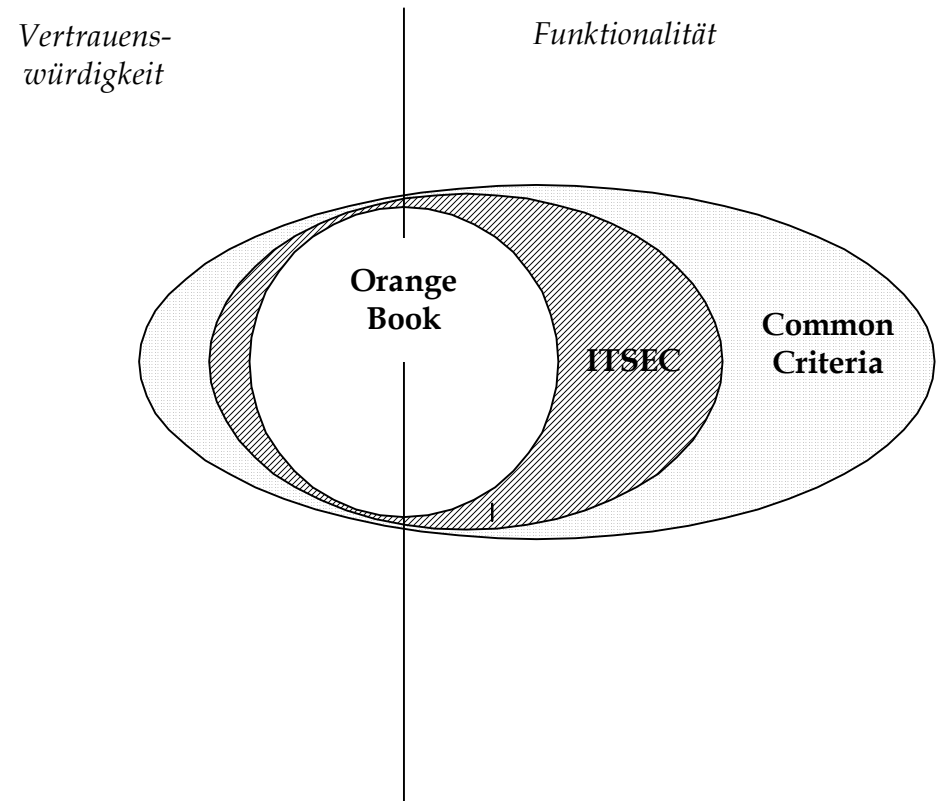 Vertrauens-
würdigkeit
Funktionalität
Orange
Book
ITSEC
Common
Criteria